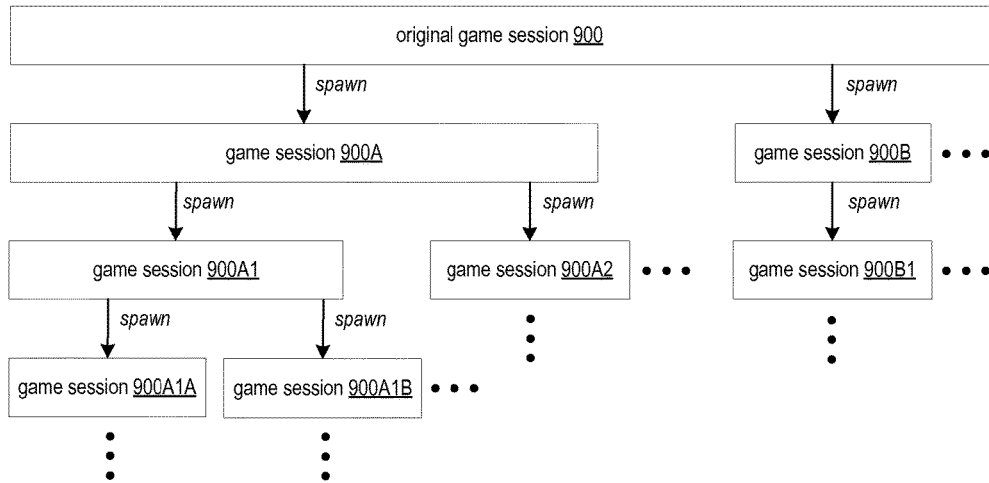 original game session 900
spawn
spawn
game session 900A
game session 900B
spawn
spawn
spawn
game session 900A1
game session 900A2
game session 900B1
spawn
spawn
game session 900A1A
game session 900A1B